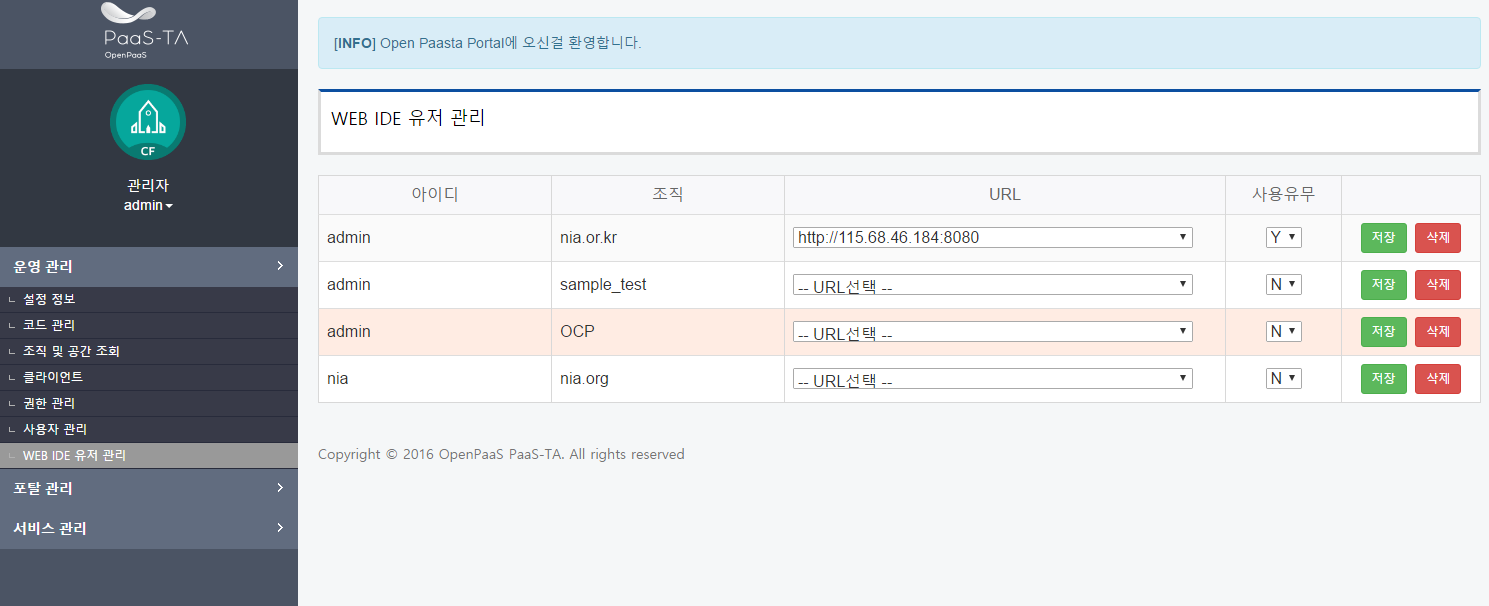 PaaS-TA
OpenPaaS
CF
관리자
admin
운영 관리
설정 정보
코드 관리
조직 및 공간 조회
클라이언트
권한 관리
사용자 관리
WEB IDE 유저 관리
포탈 관리
서비스 관리
[INFO] Open Paasta Portal에 오신걸 환영합니다.
WEB IDE 유저 관리
아이디 조직 URL 사용유무
admin nia.or.kr http://115.68.46.184:8080 Y 저장 삭제
admin sample_test -- URL선택 -- N 저장 삭제
admin OCP -- URL선택 -- N 저장 삭제
nia nia.org -- URL선택 -- N 저장 삭제
Copyright © 2016 OpenPaaS PaaS-TA. All rights reserved